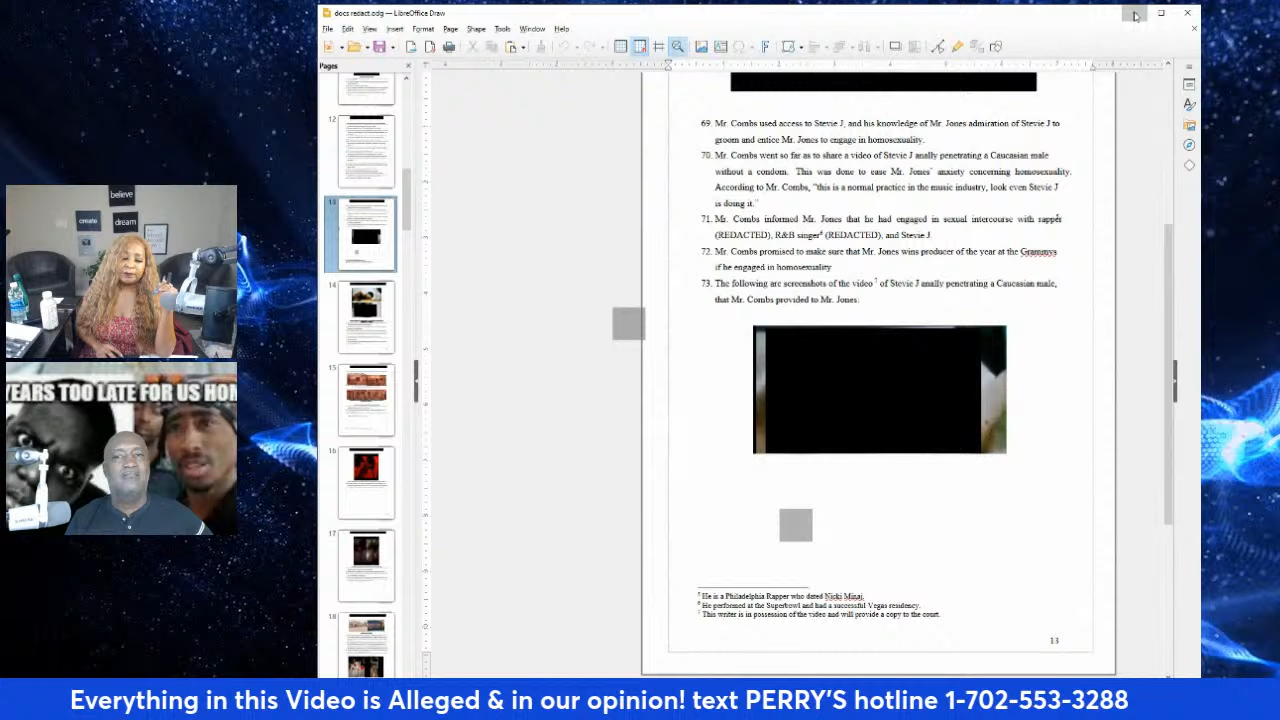 docs redact.odg — LibreOffice Draw
File Edit View Insert Format Page Shape Tools Window Help
Pages
12
14
15
16
17
18
69. Mr. Combs used access to Stevie J, and his knowledge of Mr. Jones admiration of Stevie J to
groom and entice Mr. Jones to engage in homosexuality.
70. Mr. Combs went so far as to share a video of Stevie J anally penetrating a Caucasian male
without a condom. This was done to ease Mr. Jones' anxiety concerning homosexuality.
According to Mr. Combs, "this is a normal practice in the music industry, look even Stevie J
is doing it."
71. Mr. Combs informed Mr. Jones that he had engaged in sexual intercourse with rapper5
(REDACTED), R&B singer6 (REDACTED), and Stevie J.
72. Mr. Combs promised to make sure that Mr. Jones wins producer of the year at the Grammys
if he engaged in homosexuality
73. The following are screenshots of the video 7 of Stevie J anally penetrating a Caucasian male,
that Mr. Combs provided to Mr. Jones:
5 He is a Philadelphia Rapper who dated Nicki Minaj.
6 He performed at the Superbowl and had a successful Vegas residency.
7 This writer is in possession of the video and will provide a copy to the court.
13
believe
create
dream
YEARS TOO LATE FOR US HOM
Everything in this Video is Alleged & in our opinion! text PERRY'S hotline 1-702-553-3288